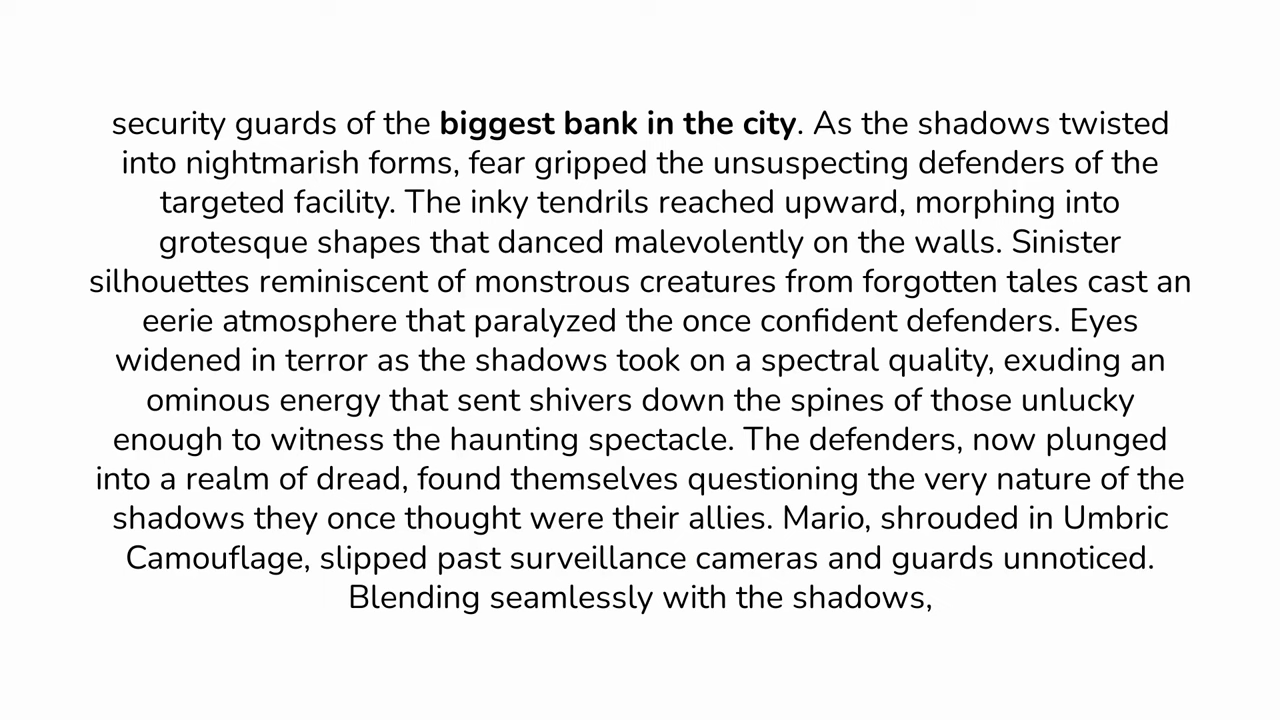 security guards of the biggest bank in the city. As the shadows twisted
into nightmarish forms, fear gripped the unsuspecting defenders of the
targeted facility. The inky tendrils reached upward, morphing into
grotesque shapes that danced malevolently on the walls. Sinister
silhouettes reminiscent of monstrous creatures from forgotten tales cast an
eerie atmosphere that paralyzed the once confident defenders. Eyes
widened in terror as the shadows took on a spectral quality, exuding an
ominous energy that sent shivers down the spines of those unlucky
enough to witness the haunting spectacle. The defenders, now plunged
into a realm of dread, found themselves questioning the very nature of the
shadows they once thought were their allies. Mario, shrouded in Umbric
Camouflage, slipped past surveillance cameras and guards unnoticed.
Blending seamlessly with the shadows,